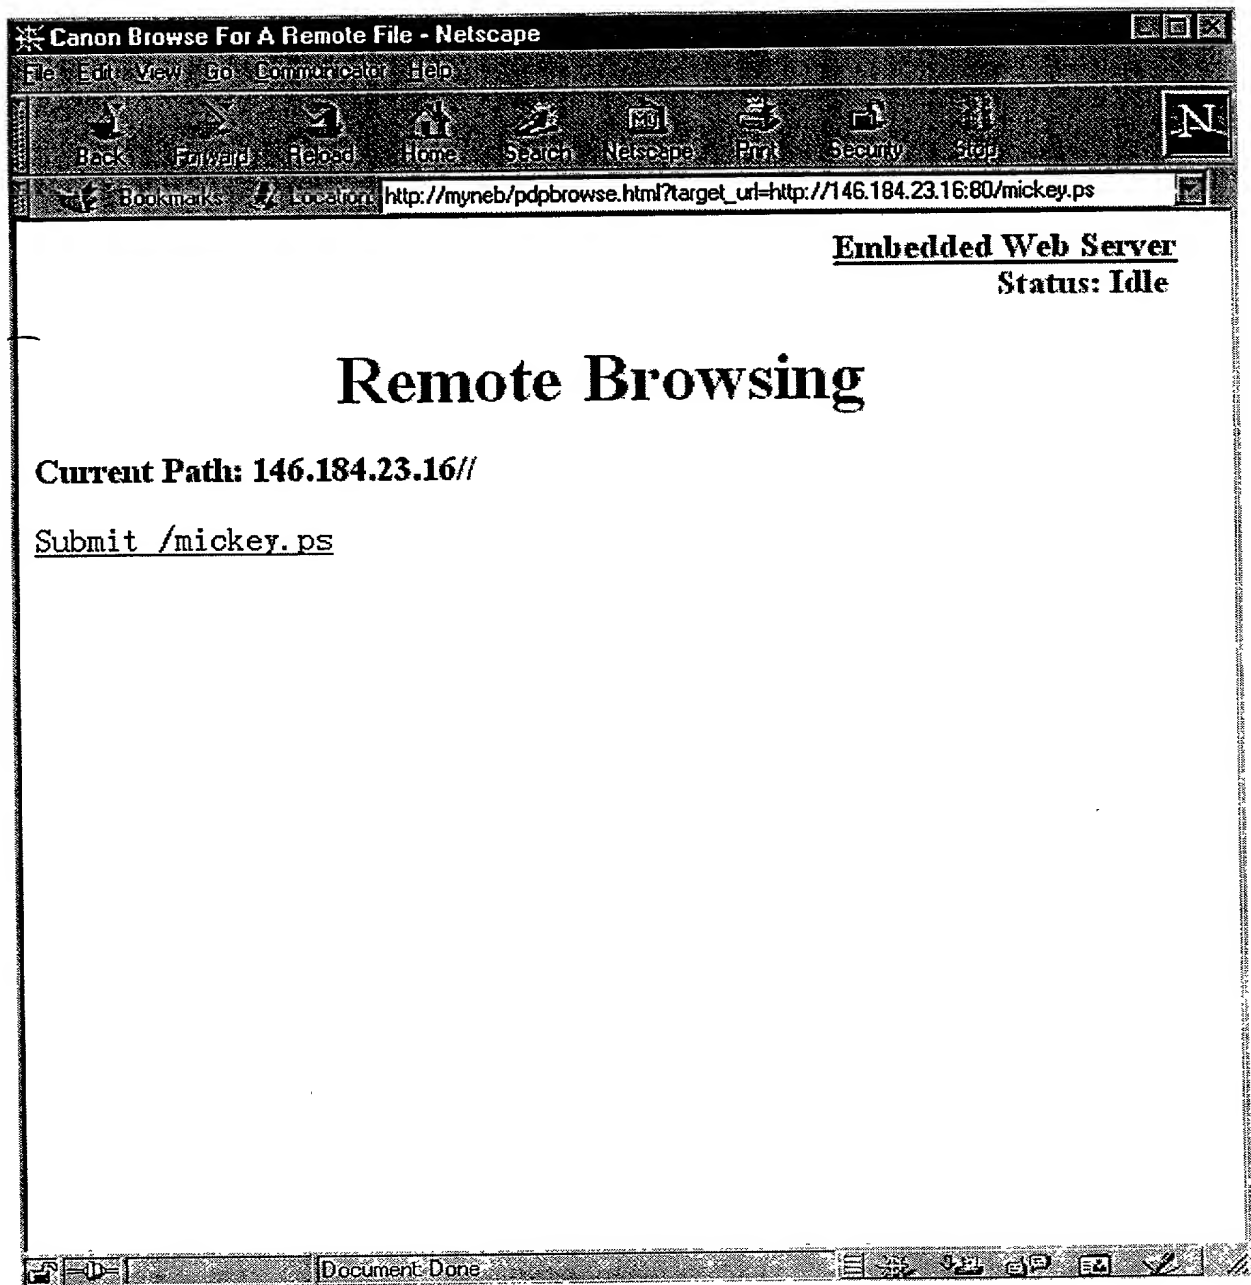 Canon Browse For A Remote File - Netscape
File Edit View Go Communicator Help
Back Forward Reload Home Search Netscape Print Security Stop
N
Bookmarks Location: http://myneb/pdpbrowse.html?target_url=http://146.184.23.16:80/mickey.ps
Embedded Web Server
Status: Idle
Remote Browsing
Current Path: 146.184.23.16//
Submit /mickey.ps
Document: Done